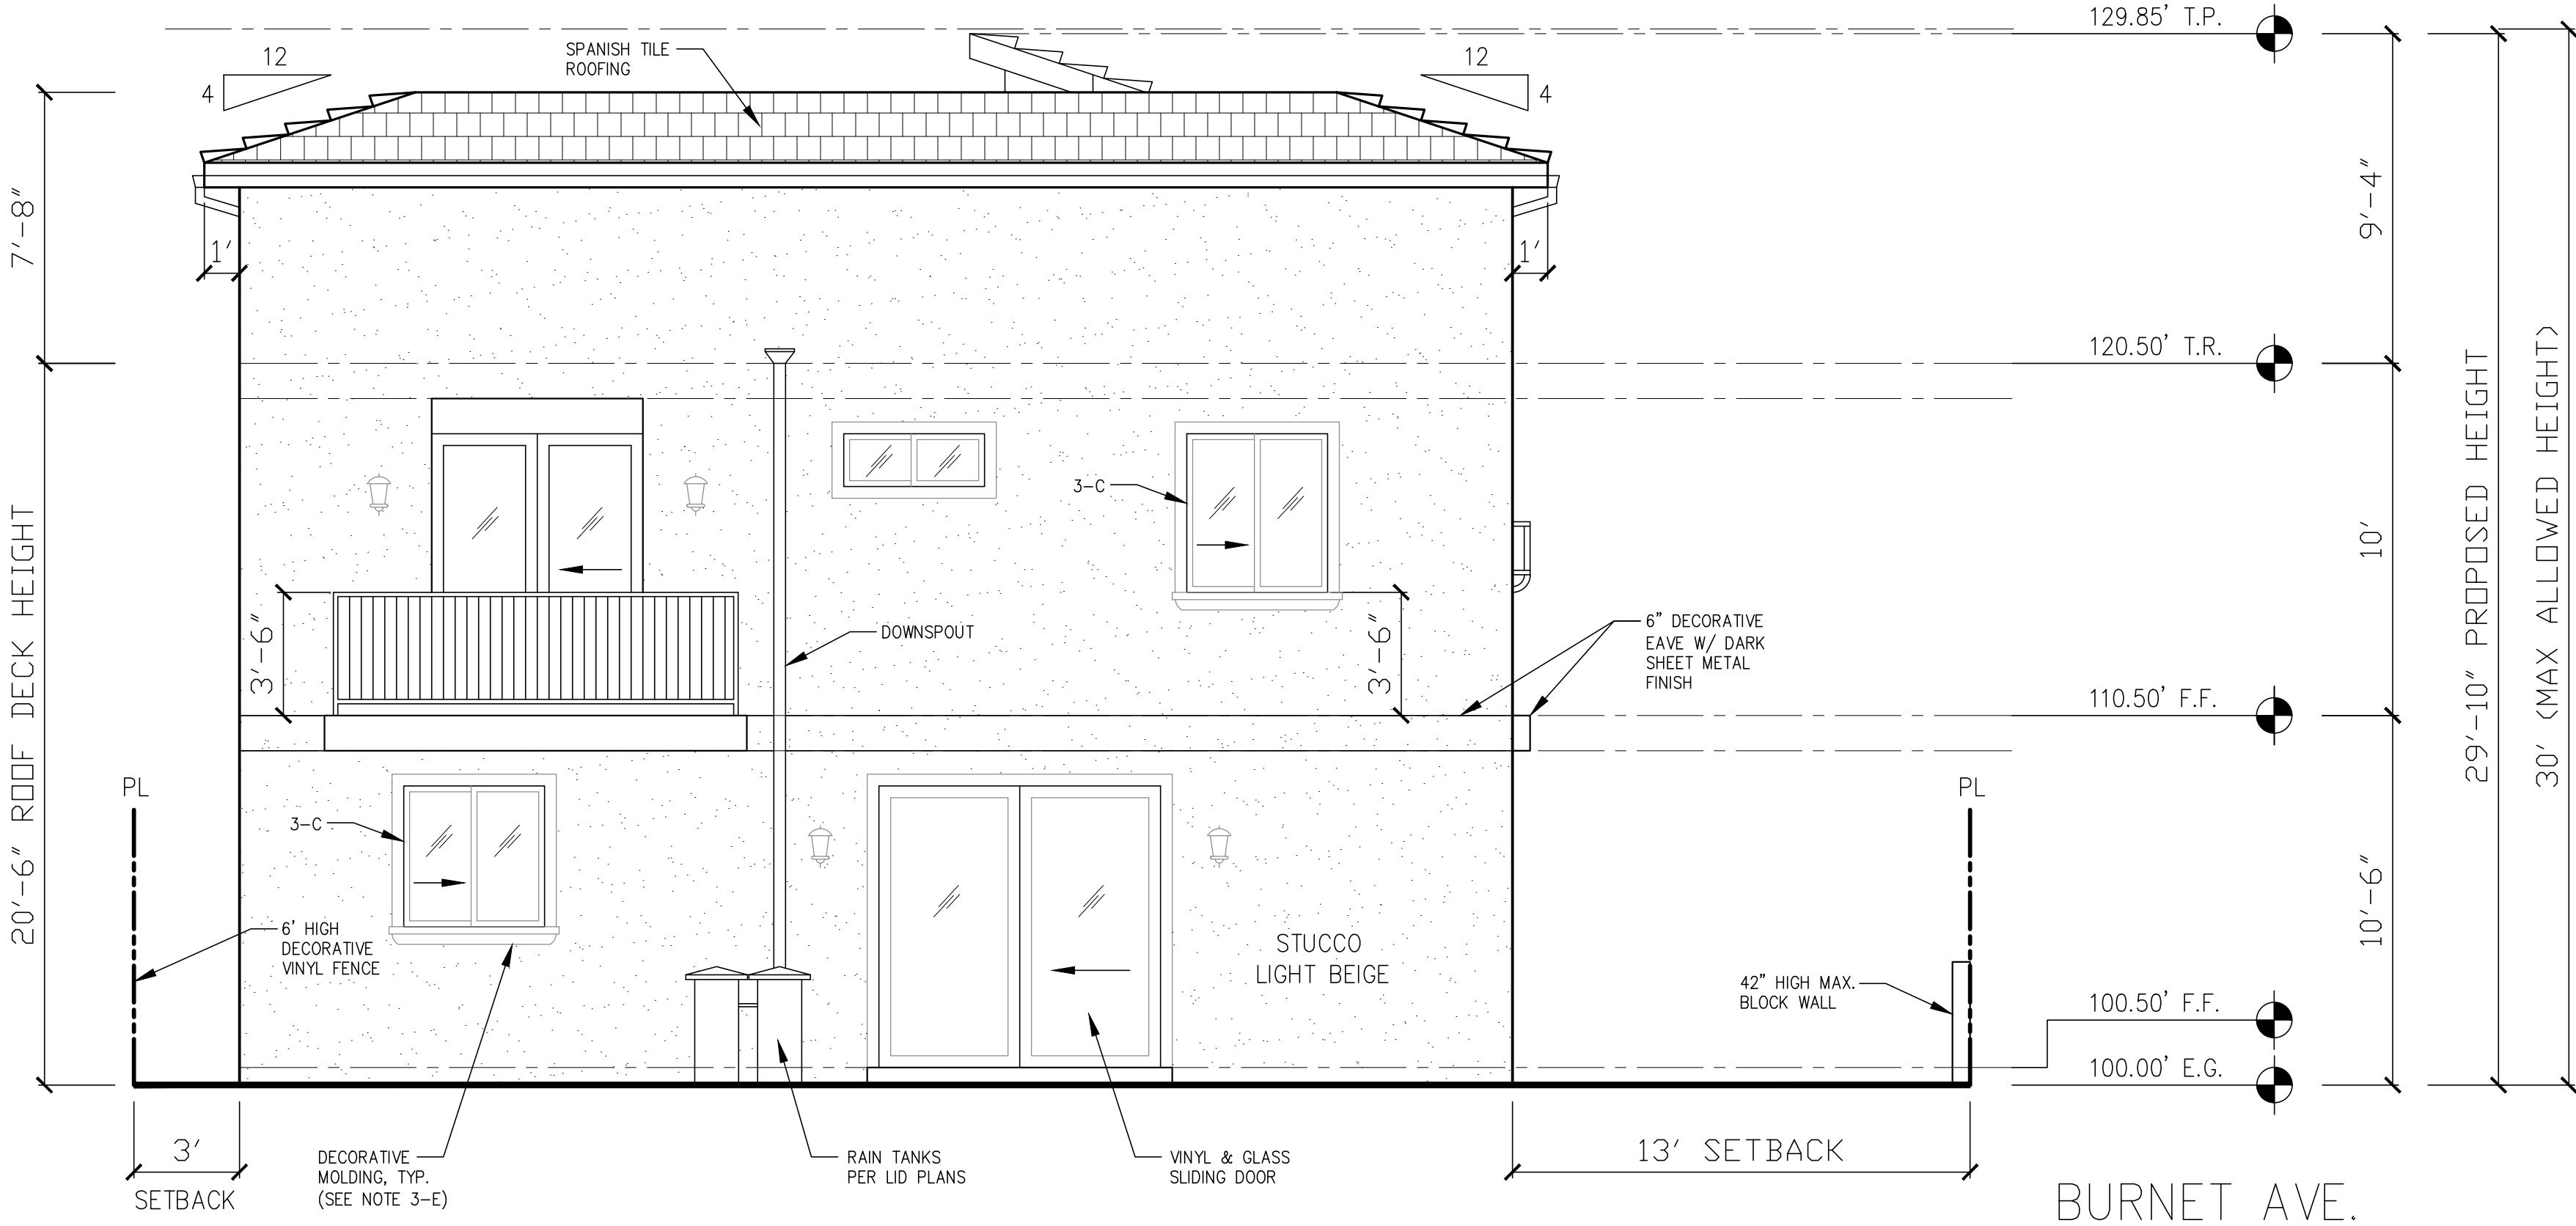 129.85' T.P.
12
4
SPANISH TILE
ROOFING
12
4
7'-8"
1'
1'
9'-4"
120.50' T.R.
20'-6" ROOF DECK HEIGHT
3-C
10'
29'-10" PROPOSED HEIGHT
30' (MAX ALLOWED HEIGHT)
3'-6"
DOWNSPOUT
3'-6"
6" DECORATIVE
EAVE W/ DARK
SHEET METAL
FINISH
110.50' F.F.
PL
PL
3-C
10'-6"
6' HIGH
DECORATIVE
VINYL FENCE
STUCCO
LIGHT BEIGE
42" HIGH MAX.
BLOCK WALL
100.50' F.F.
100.00' E.G.
3'
SETBACK
DECORATIVE
MOLDING, TYP.
(SEE NOTE 3-E)
RAIN TANKS
PER LID PLANS
VINYL & GLASS
SLIDING DOOR
13' SETBACK
BURNET AVE.